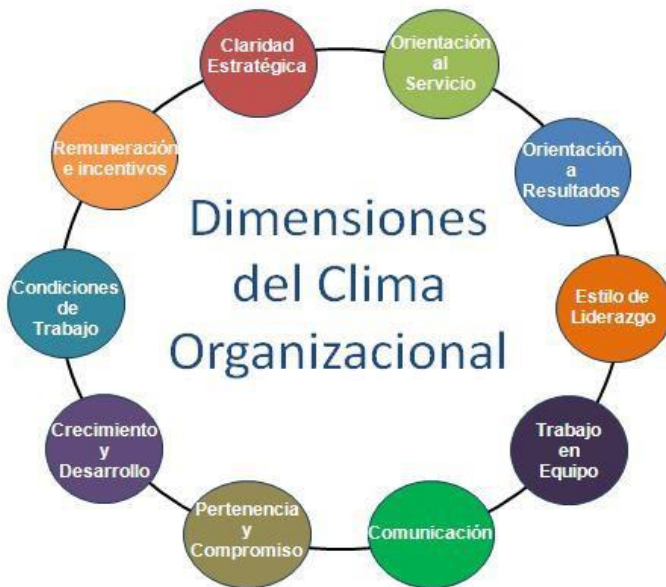 Claridad
Estratégica
Orientación
al
Servicio
Remuneración
e incentivos
Orientación
a
Resultados
Dimensiones
del Clima
Organizacional
Condiciones
de
Trabajo
Estilo de
Liderazgo
Crecimiento
y
Desarrollo
Trabajo
en
Equipo
Pertenencia
y
Compromiso
Comunicación